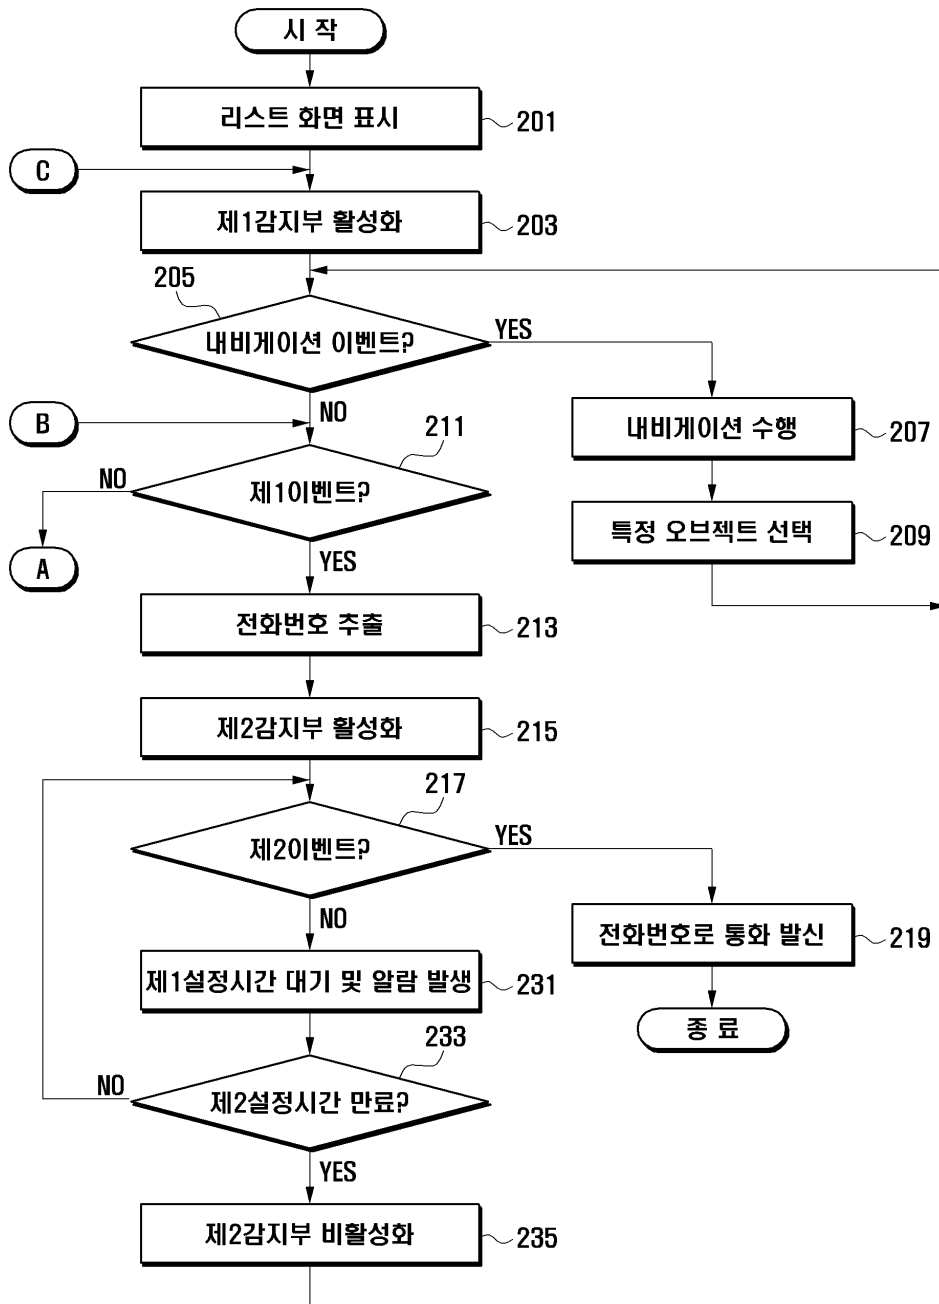 시 작
리스트 화면 표시
201
C
제1감지부 활성화
203
205
내비게이션 이벤트?
YES
NO
B
내비게이션 수행
207
211
제1이벤트?
NO
A
YES
특정 오브젝트 선택
209
전화번호 추출
213
제2감지부 활성화
215
217
제2이벤트?
YES
NO
전화번호로 통화 발신
219
종 료
제1설정시간 대기 및 알람 발생
231
233
제2설정시간 만료?
NO
YES
제2감지부 비활성화
235